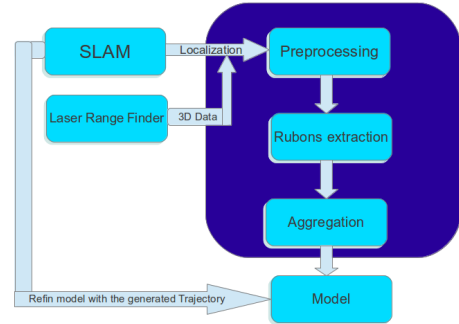 SLAM
Localization
Preprocessing
Laser Range Finder
3D Data
Rubons extraction
Aggregation
Refin model with the generated Trajectory
Model